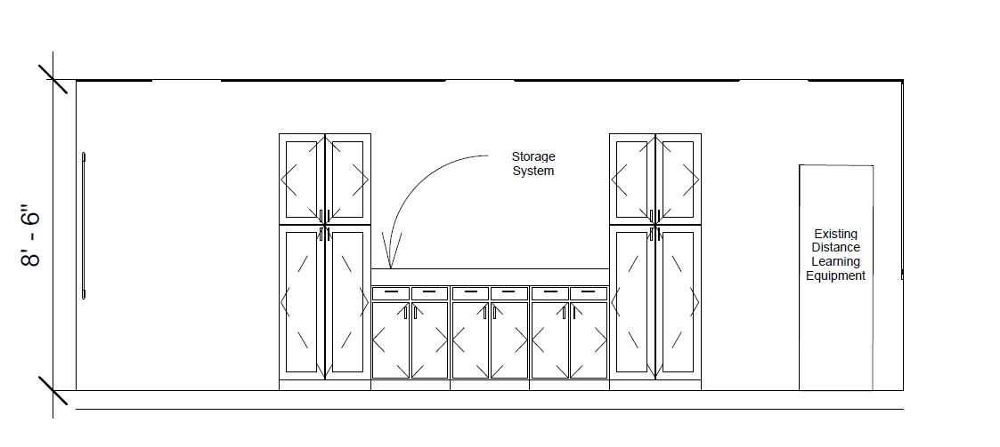 8' - 6"
Storage
System
Existing
Distance
Learning
Equipment